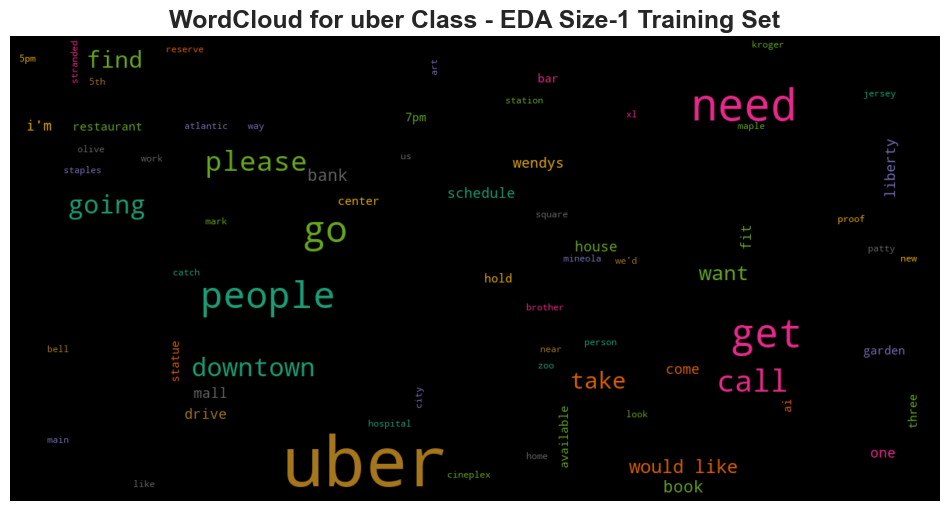 WordCloud for uber Class - EDA Size-1 Training Set
5pm
stranded
find
reserve
5th
art
kroger
bar
station
xl
need
maple
jersey
i'm
restaurant
atlantic
way
7pm
olive
work
staples
please
bank
us
wendys
liberty
going
center
schedule
square
mark
go
proof
house
fit
patty
mineola
we'd
new
catch
hold
want
people
brother
get
bell
statue
near
person
garden
zoo
downtown
take
come
call
mall
city
drive
ai
three
look
hospital
available
main
uber
home
one
would like
cineplex
like
book